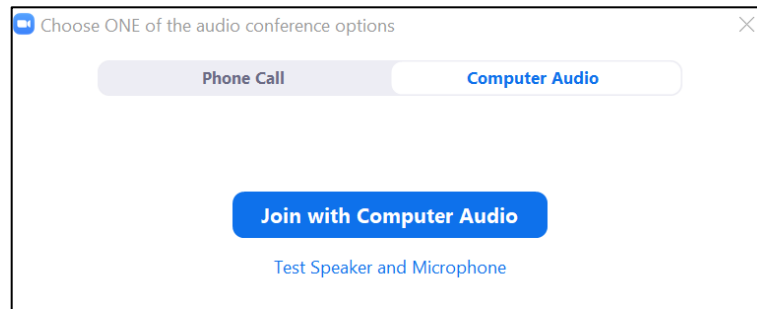 Choose ONE of the audio conference options
Phone Call
Computer Audio
Join with Computer Audio
Test Speaker and Microphone